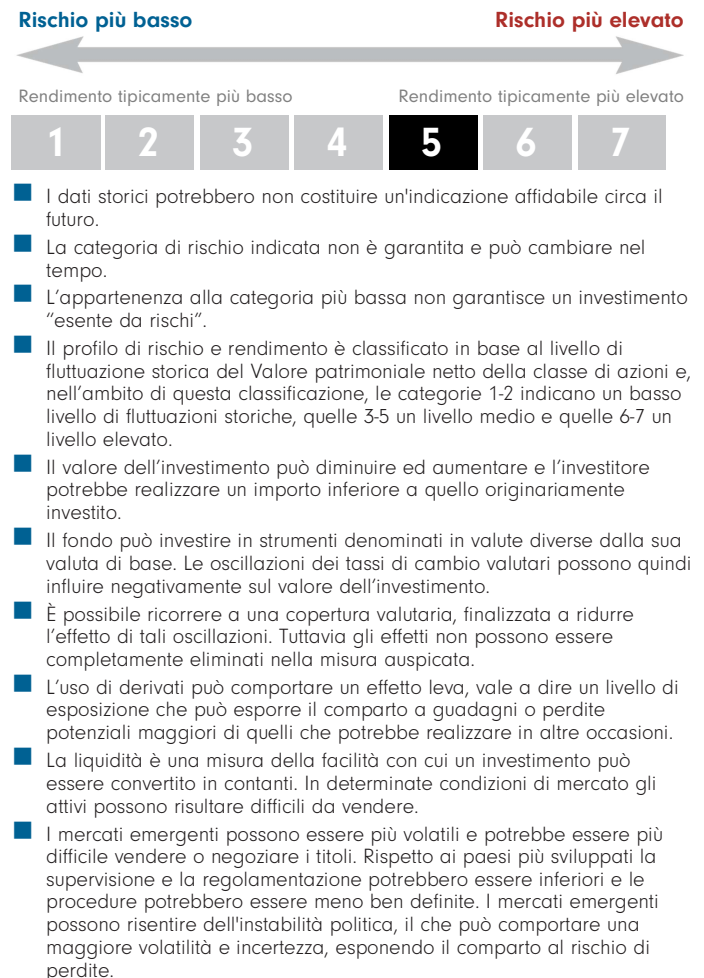 Rischio più basso Rischio più elevato
Rendimento tipicamente più basso Rendimento tipicamente più elevato
1 2 3 4 5 6 7
I dati storici potrebbero non costituire un'indicazione affidabile circa il
futuro.
La categoria di rischio indicata non è garantita e può cambiare nel
tempo.
L’appartenenza alla categoria più bassa non garantisce un investimento
“esente da rischi”.
Il profilo di rischio e rendimento è classificato in base al livello di
fluttuazione storica del Valore patrimoniale netto della classe di azioni e,
nell’ambito di questa classificazione, le categorie 1-2 indicano un basso
livello di fluttuazioni storiche, quelle 3-5 un livello medio e quelle 6-7 un
livello elevato.
Il valore dell’investimento può diminuire ed aumentare e l’investitore
potrebbe realizzare un importo inferiore a quello originariamente
investito.
Il fondo può investire in strumenti denominati in valute diverse dalla sua
valuta di base. Le oscillazioni dei tassi di cambio valutari possono quindi
influire negativamente sul valore dell’investimento.
È possibile ricorrere a una copertura valutaria, finalizzata a ridurre
l’effetto di tali oscillazioni. Tuttavia gli effetti non possono essere
completamente eliminati nella misura auspicata.
L’uso di derivati può comportare un effetto leva, vale a dire un livello di
esposizione che può esporre il comparto a guadagni o perdite
potenziali maggiori di quelli che potrebbe realizzare in altre occasioni.
La liquidità è una misura della facilità con cui un investimento può
essere convertito in contanti. In determinate condizioni di mercato gli
attivi possono risultare difficili da vendere.
I mercati emergenti possono essere più volatili e potrebbe essere più
difficile vendere o negoziare i titoli. Rispetto ai paesi più sviluppati la
supervisione e la regolamentazione potrebbero essere inferiori e le
procedure potrebbero essere meno ben definite. I mercati emergenti
possono risentire dell'instabilità politica, il che può comportare una
maggiore volatilità e incertezza, esponendo il comparto al rischio di
perdite.